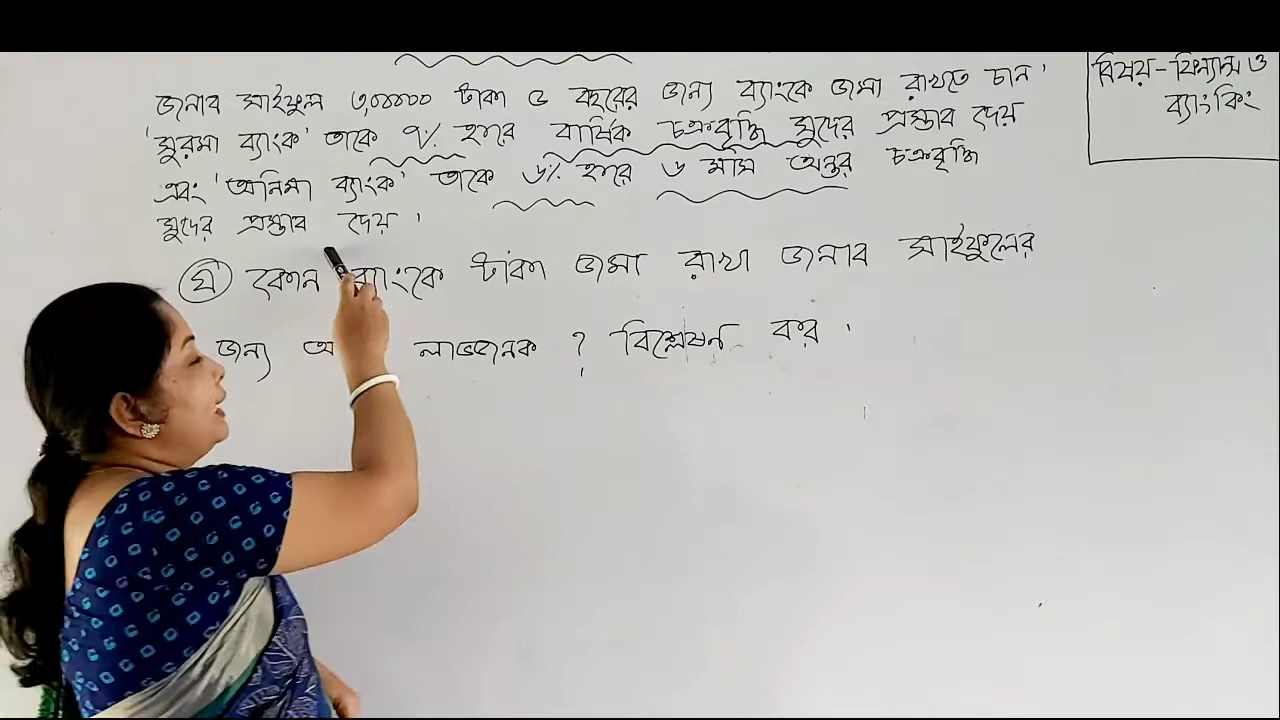 জনাব সাইফুল ৩,০০০০০ টাকা ৫ বছরের জন্য ব্যাংকে জমা রাখতে চান।
'সুরমা ব্যাংক' তাকে ৭% হারে বার্ষিক চক্রবৃদ্ধি সুদের প্রস্তাব দেয়
এবং 'অনিমা ব্যাংক' তাকে ৬% হারে ৬ মাস অন্তর চক্রবৃদ্ধি
সুদের প্রস্তাব দেয়।
ঘ কোন ব্যাংকে টাকা জমা রাখা জনাব সাইফুলের
জন্য লাভজনক ? বিশ্লেষণ কর।
বিষয় - ফিন্যান্স ও
ব্যাংকিং